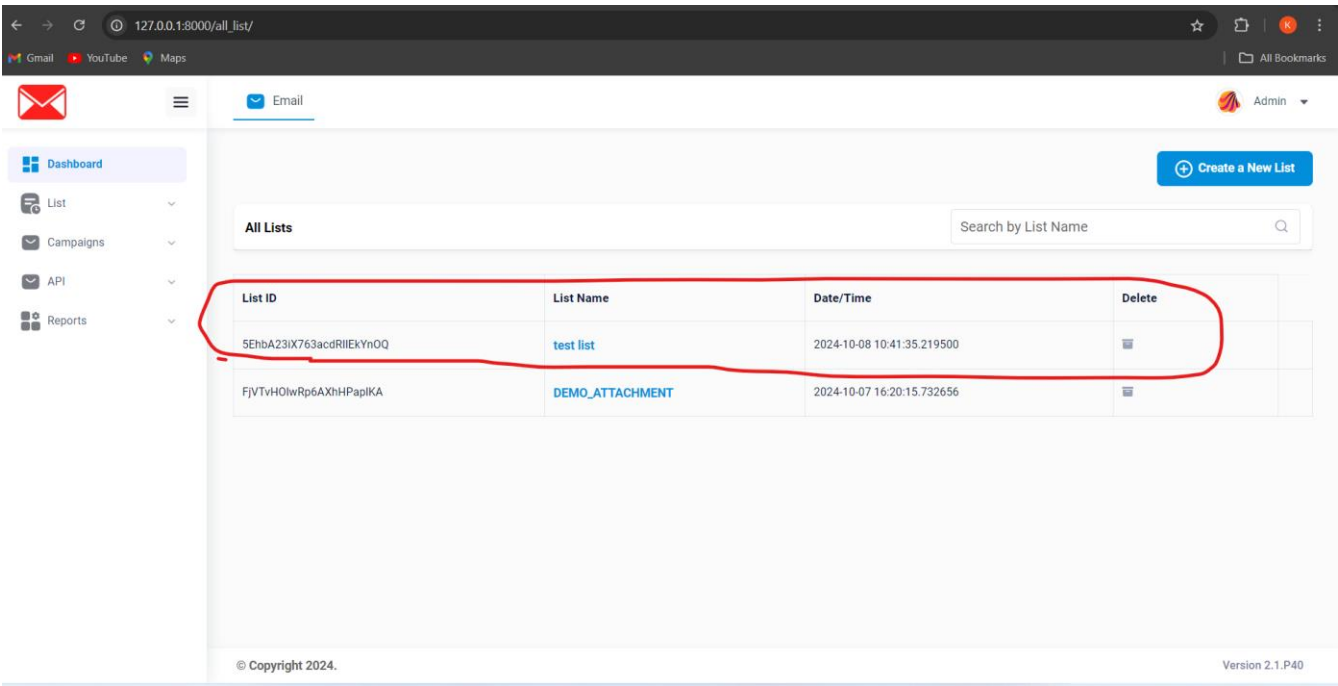 127.0.0.1:8000/all_list/
K
Gmail YouTube Maps
All Bookmarks
Email
Admin
Dashboard
Create a New List
List
All Lists
Search by List Name
Campaigns
API
List ID List Name Date/Time Delete
Reports
5EhbA23iX763acdRIIEkYnOQ test list 2024-10-08 10:41:35.219500
FjVTvHOIwRp6AXhHPapIKA DEMO_ATTACHMENT 2024-10-07 16:20:15.732656
© Copyright 2024.
Version 2.1.P40